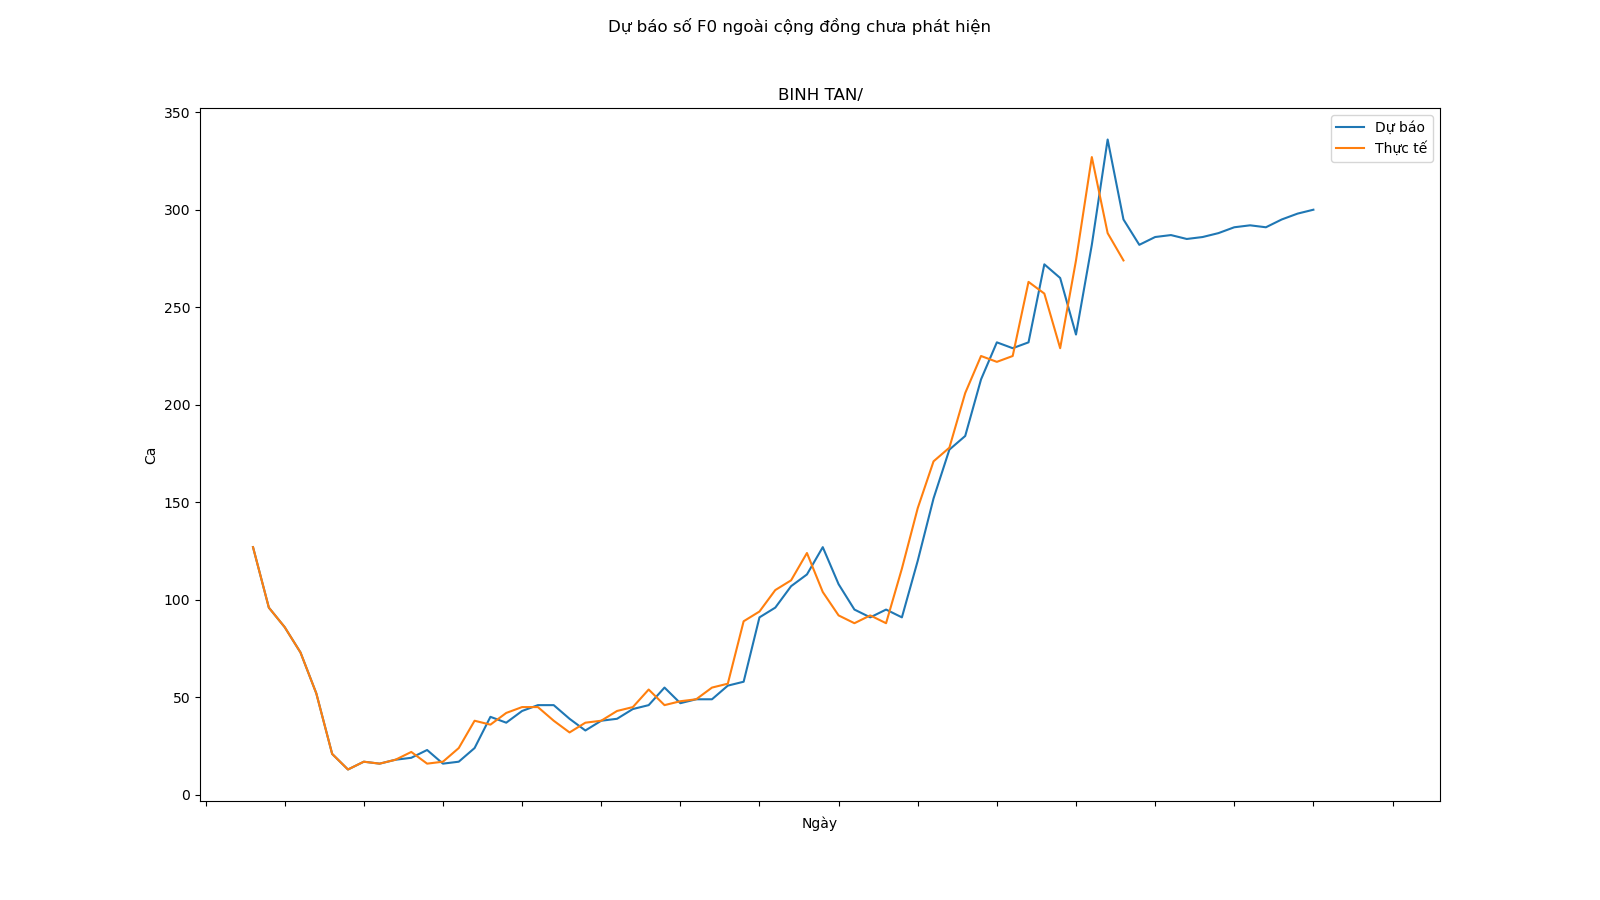 Dự báo số F0 ngoài cộng đồng chưa phát hiện
BINH TAN/
Dự báo
Thực tế
350
300
250
200
150
100
50
0
Ca
Ngày